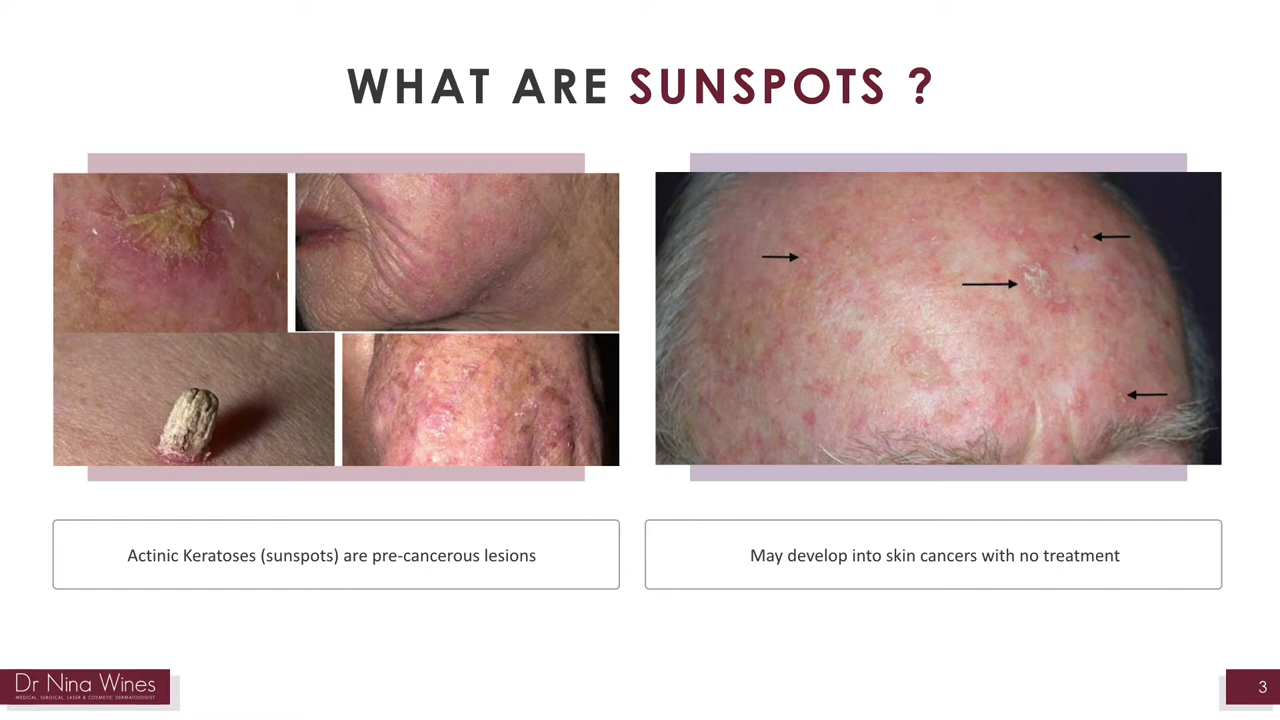 WHAT ARE SUNSPOTS ?
Actinic Keratoses (sunspots) are pre-cancerous lesions
May develop into skin cancers with no treatment
Dr Nina Wines
MEDICAL, SURGICAL, LASER & COSMETIC DERMATOLOGIST
3